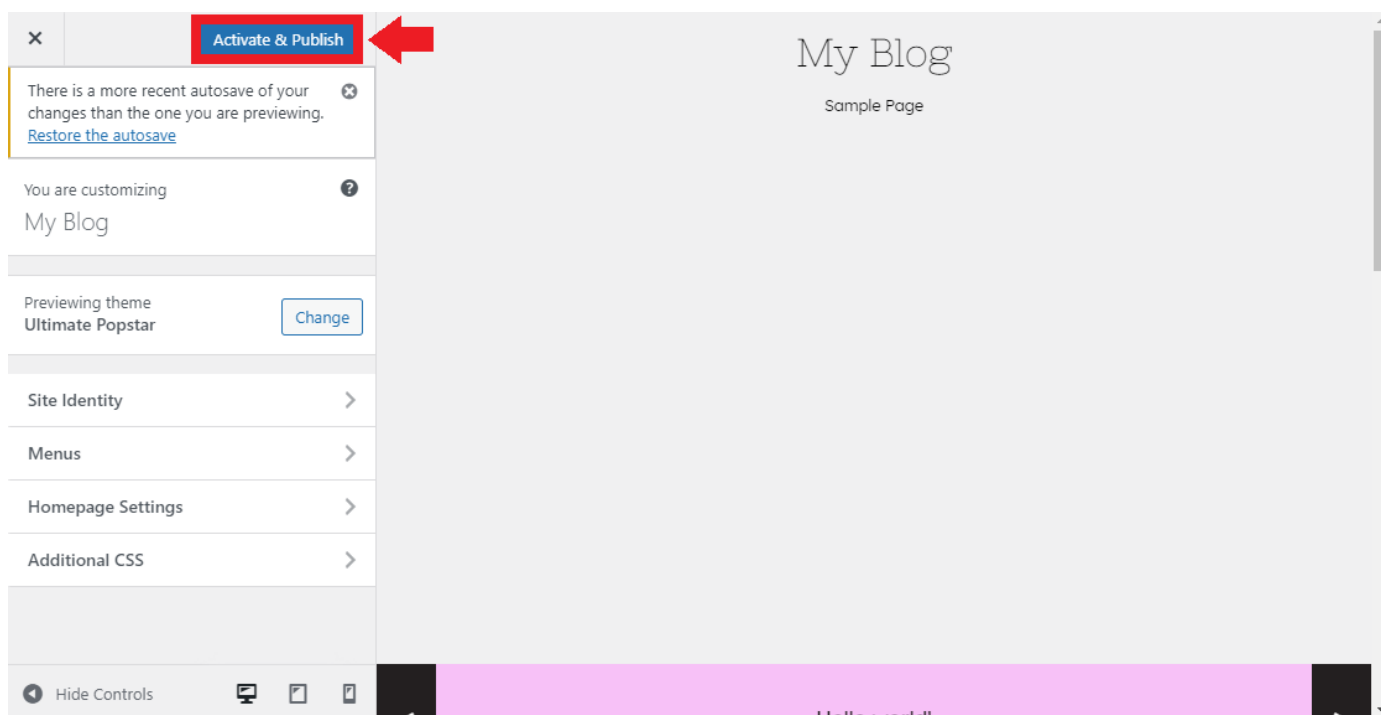 Activate & Publish
There is a more recent autosave of your
changes than the one you are previewing.
Restore the autosave
You are customizing
My Blog
Previewing theme
Ultimate Popstar
Change
Site Identity
Menus
Homepage Settings
Additional CSS
Hide Controls
My Blog
Sample Page
Hello world!